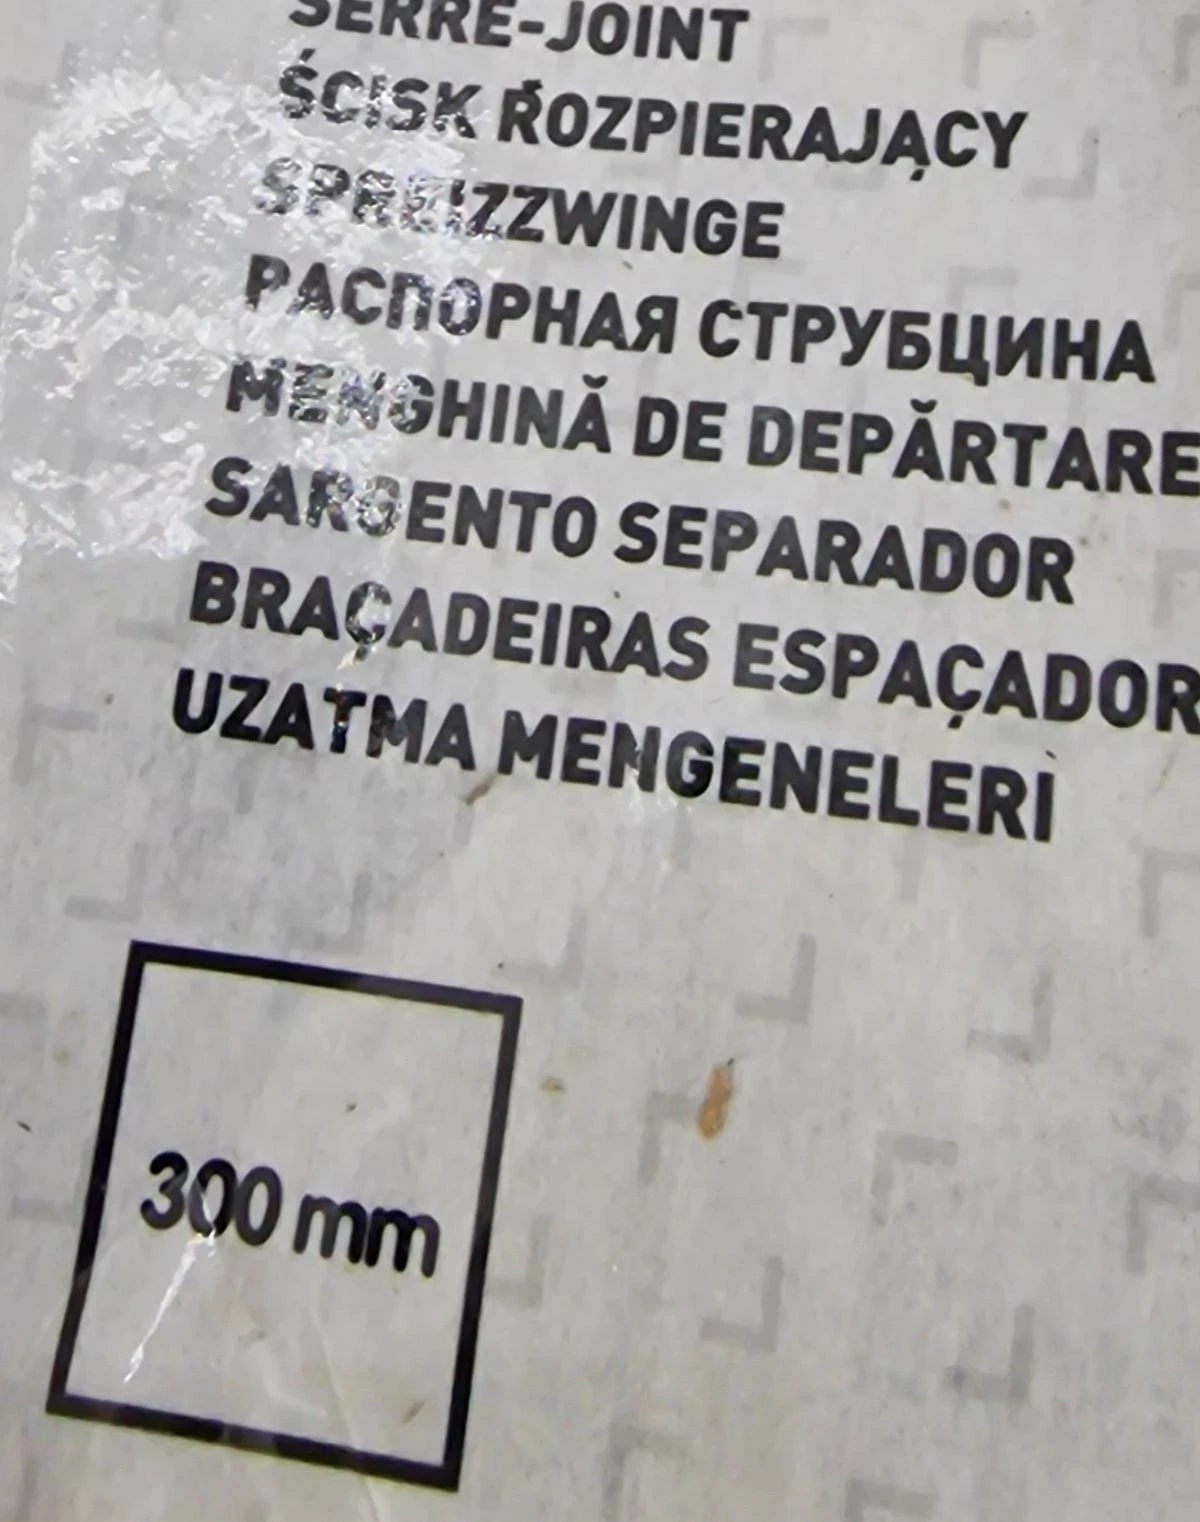 SERRE-JOINT
ŚCISK ROZPIERAJĄCY
SPREIZZWINGE
РАСПОРНАЯ СТРУБЦИНА
MENGHINĂ DE DEPĂRTARE
SARGENTO SEPARADOR
BRAÇADEIRAS ESPAÇADOR
UZATMA MENGENELERI
300 mm